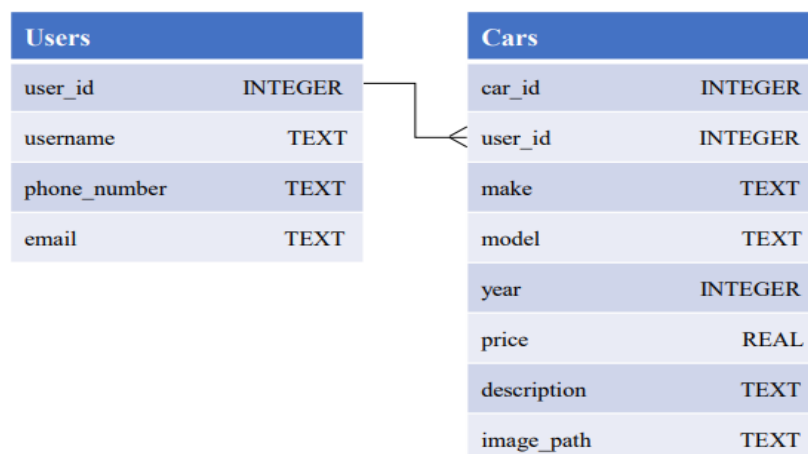 Users
user_id INTEGER
username TEXT
phone_number TEXT
email TEXT
Cars
car_id INTEGER
user_id INTEGER
make TEXT
model TEXT
year INTEGER
price REAL
description TEXT
image_path TEXT